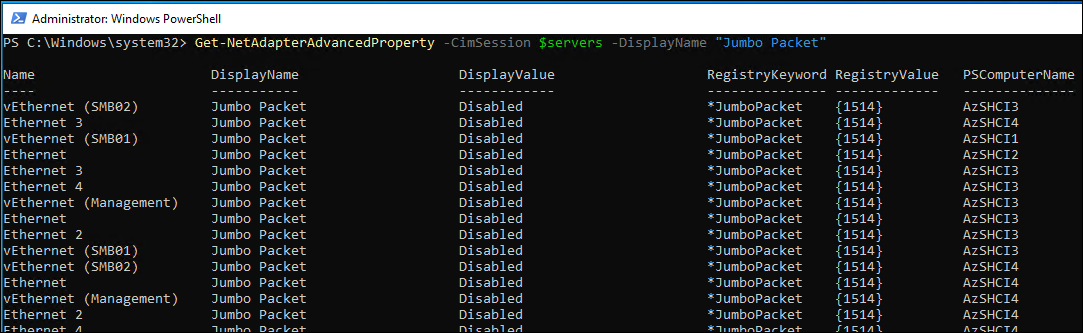 Administrator: Windows PowerShell
PS C:\Windows\system32> Get-NetAdapterAdvancedProperty -CimSession $servers -DisplayName "Jumbo Packet"
Name DisplayName DisplayValue RegistryKeyword RegistryValue PSComputerName
---- ----------- ------------ --------------- ------------- --------------
vEthernet (SMB02) Jumbo Packet Disabled *JumboPacket {1514} AzSHCI3
Ethernet 3 Jumbo Packet Disabled *JumboPacket {1514} AzSHCI4
vEthernet (SMB01) Jumbo Packet Disabled *JumboPacket {1514} AzSHCI1
Ethernet Jumbo Packet Disabled *JumboPacket {1514} AzSHCI2
Ethernet 3 Jumbo Packet Disabled *JumboPacket {1514} AzSHCI3
Ethernet 4 Jumbo Packet Disabled *JumboPacket {1514} AzSHCI3
vEthernet (Management) Jumbo Packet Disabled *JumboPacket {1514} AzSHCI3
Ethernet Jumbo Packet Disabled *JumboPacket {1514} AzSHCI3
Ethernet 2 Jumbo Packet Disabled *JumboPacket {1514} AzSHCI3
vEthernet (SMB01) Jumbo Packet Disabled *JumboPacket {1514} AzSHCI3
vEthernet (SMB02) Jumbo Packet Disabled *JumboPacket {1514} AzSHCI4
Ethernet Jumbo Packet Disabled *JumboPacket {1514} AzSHCI4
vEthernet (Management) Jumbo Packet Disabled *JumboPacket {1514} AzSHCI4
Ethernet 2 Jumbo Packet Disabled *JumboPacket {1514} AzSHCI4
Ethernet 4 Jumbo Packet Disabled *JumboPacket {1514} AzSHCI4